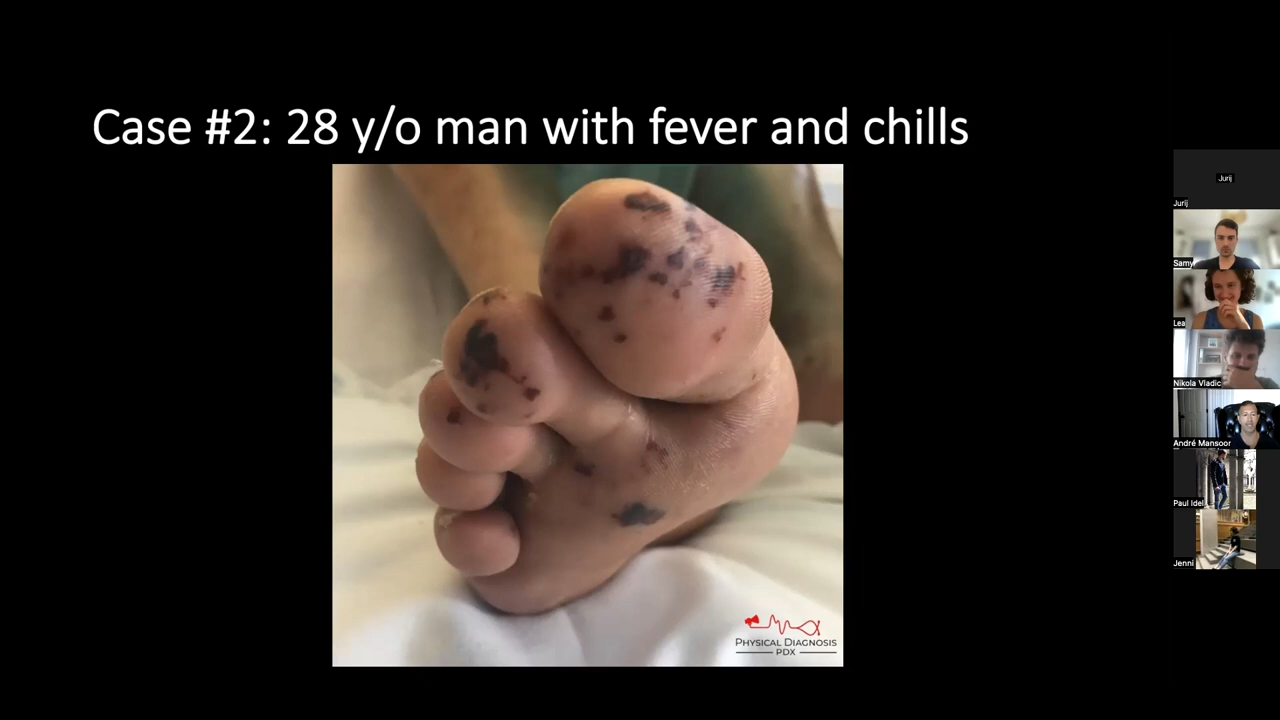 Case #2: 28 y/o man with fever and chills
Jurij
Jurij
Samy
Lea
Nikola Vladic
André Mansoor
Paul Idel
Jenni
PHYSICAL DIAGNOSIS
PDX